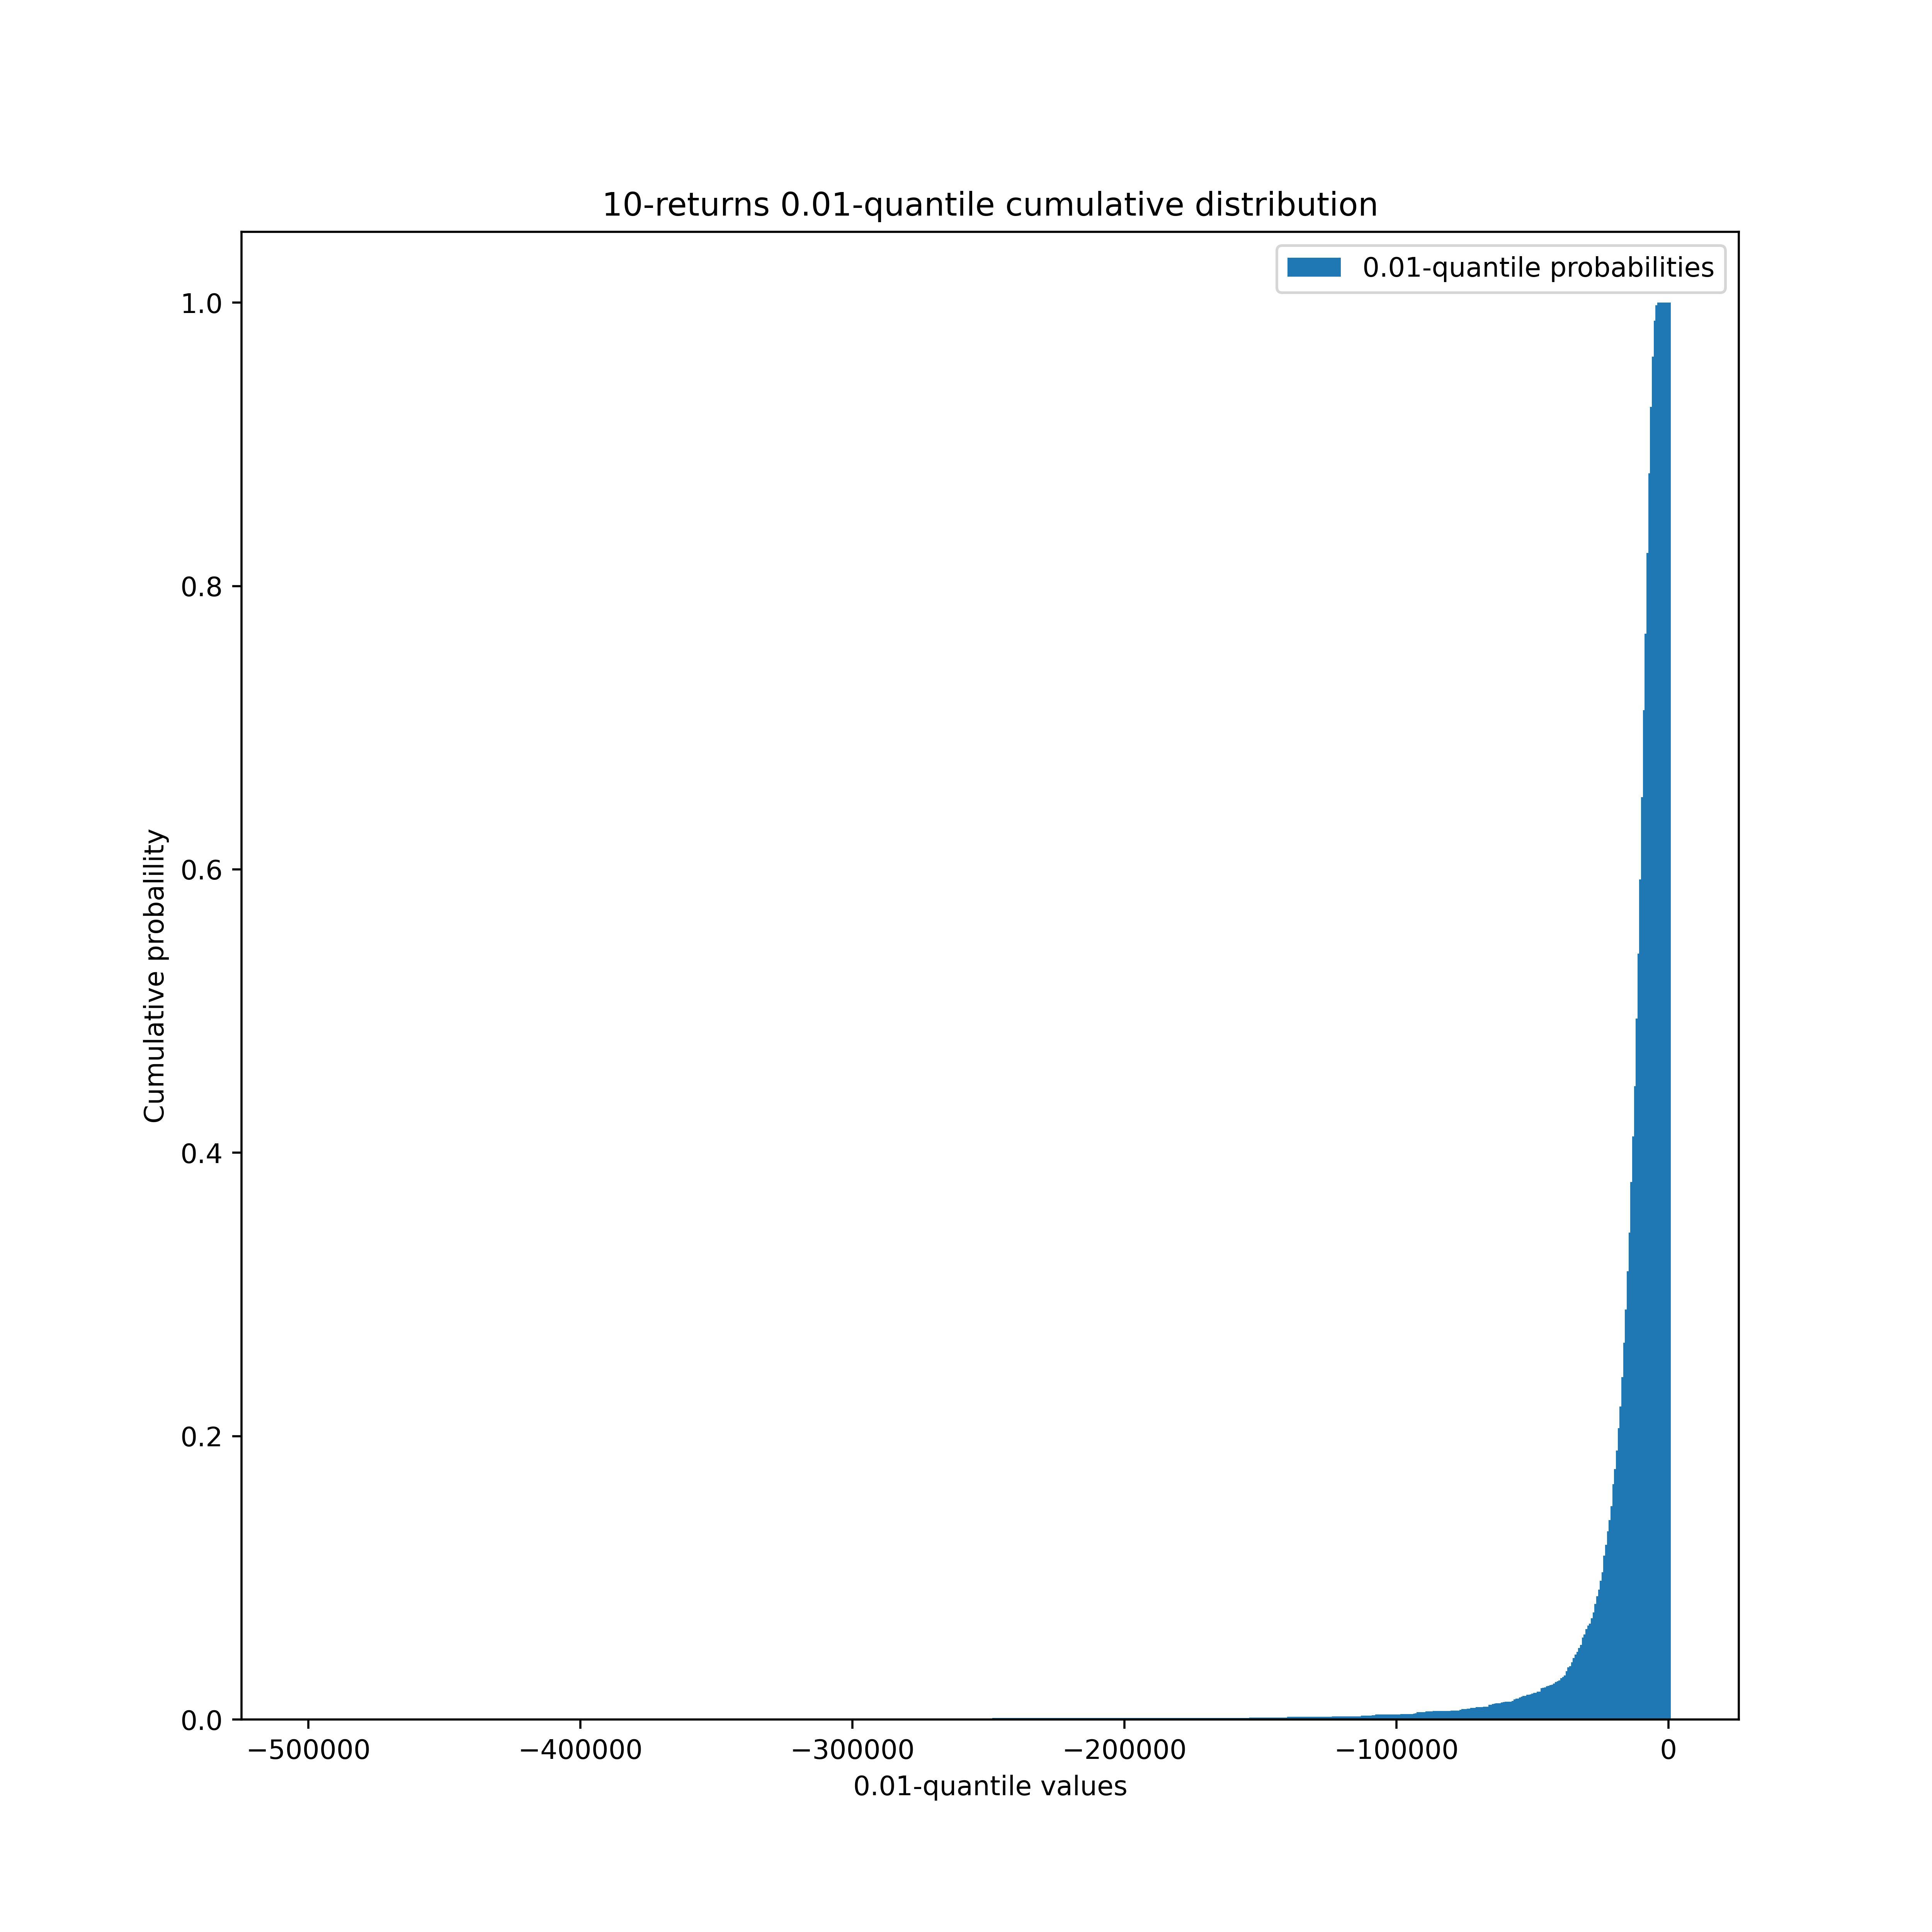 10-returns 0.01-quantile cumulative distribution
0.01-quantile probabilities
1.0
0.8
0.6
0.4
0.2
0.0
Cumulative probalility
−500000 −400000 −300000 −200000 −100000 0
0.01-quantile values